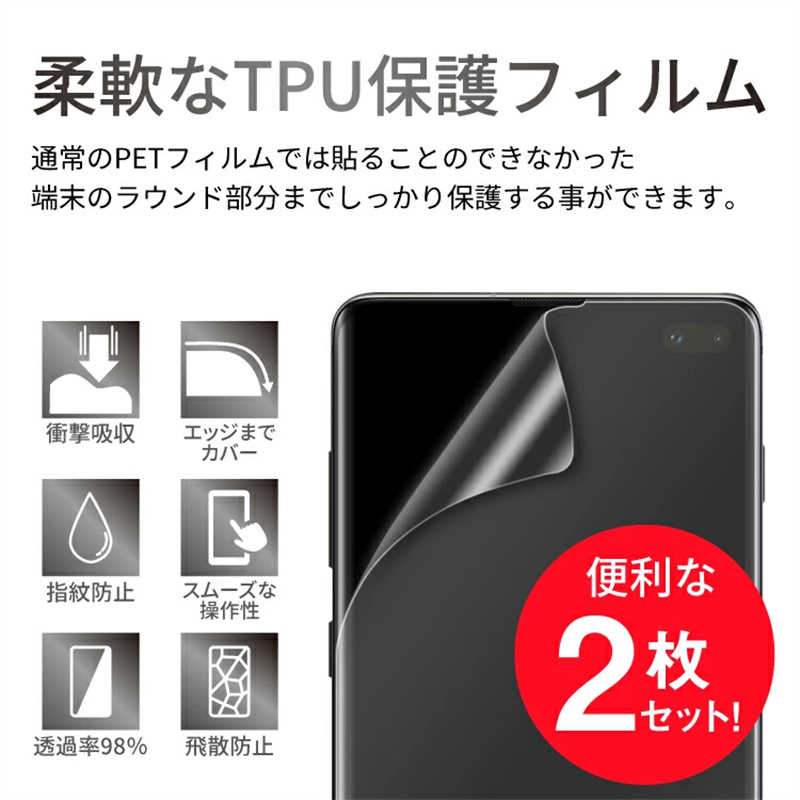 柔軟なTPU保護フィルム
通常のPETフィルムでは貼ることのできなかった
端末のラウンド部分までしっかり保護する事ができます。
衝撃吸収
エッジまで
カバー
指紋防止
スムーズな
操作性
透過率98%
飛散防止
便利な
2枚
セット!